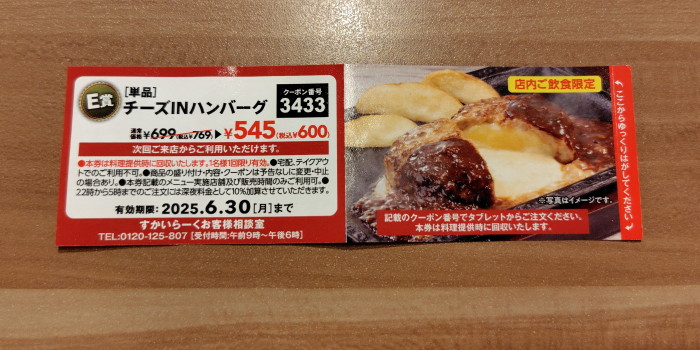 E賞
[単品]
チーズINハンバーグ
クーポン番号
3433
通常価格 ¥699(税込¥769)▶¥545(税込¥600)
次回ご来店からご利用いただけます。
●本券は料理提供時に回収いたします。1名様1回限り有効。●宅配、テイクアウ
トでのご利用不可。●商品の盛り付け・内容・クーポンは予告なしに変更・中止
の場合あり。●本券記載のメニュー実施店舗及び販売時間のみご利用可。●
22時から5時までのご注文には深夜料金として10%加算させていただきます。
有効期限：2025.6.30[月]まで
すかいらーくお客様相談室
TEL:0120-125-807 [受付時間:午前9時〜午後6時]
店内ご飲食限定
※写真はイメージです。
記載のクーポン番号でタブレットからご注文ください。
本券は料理提供時に回収いたします。
ここからゆっくりはがしてください